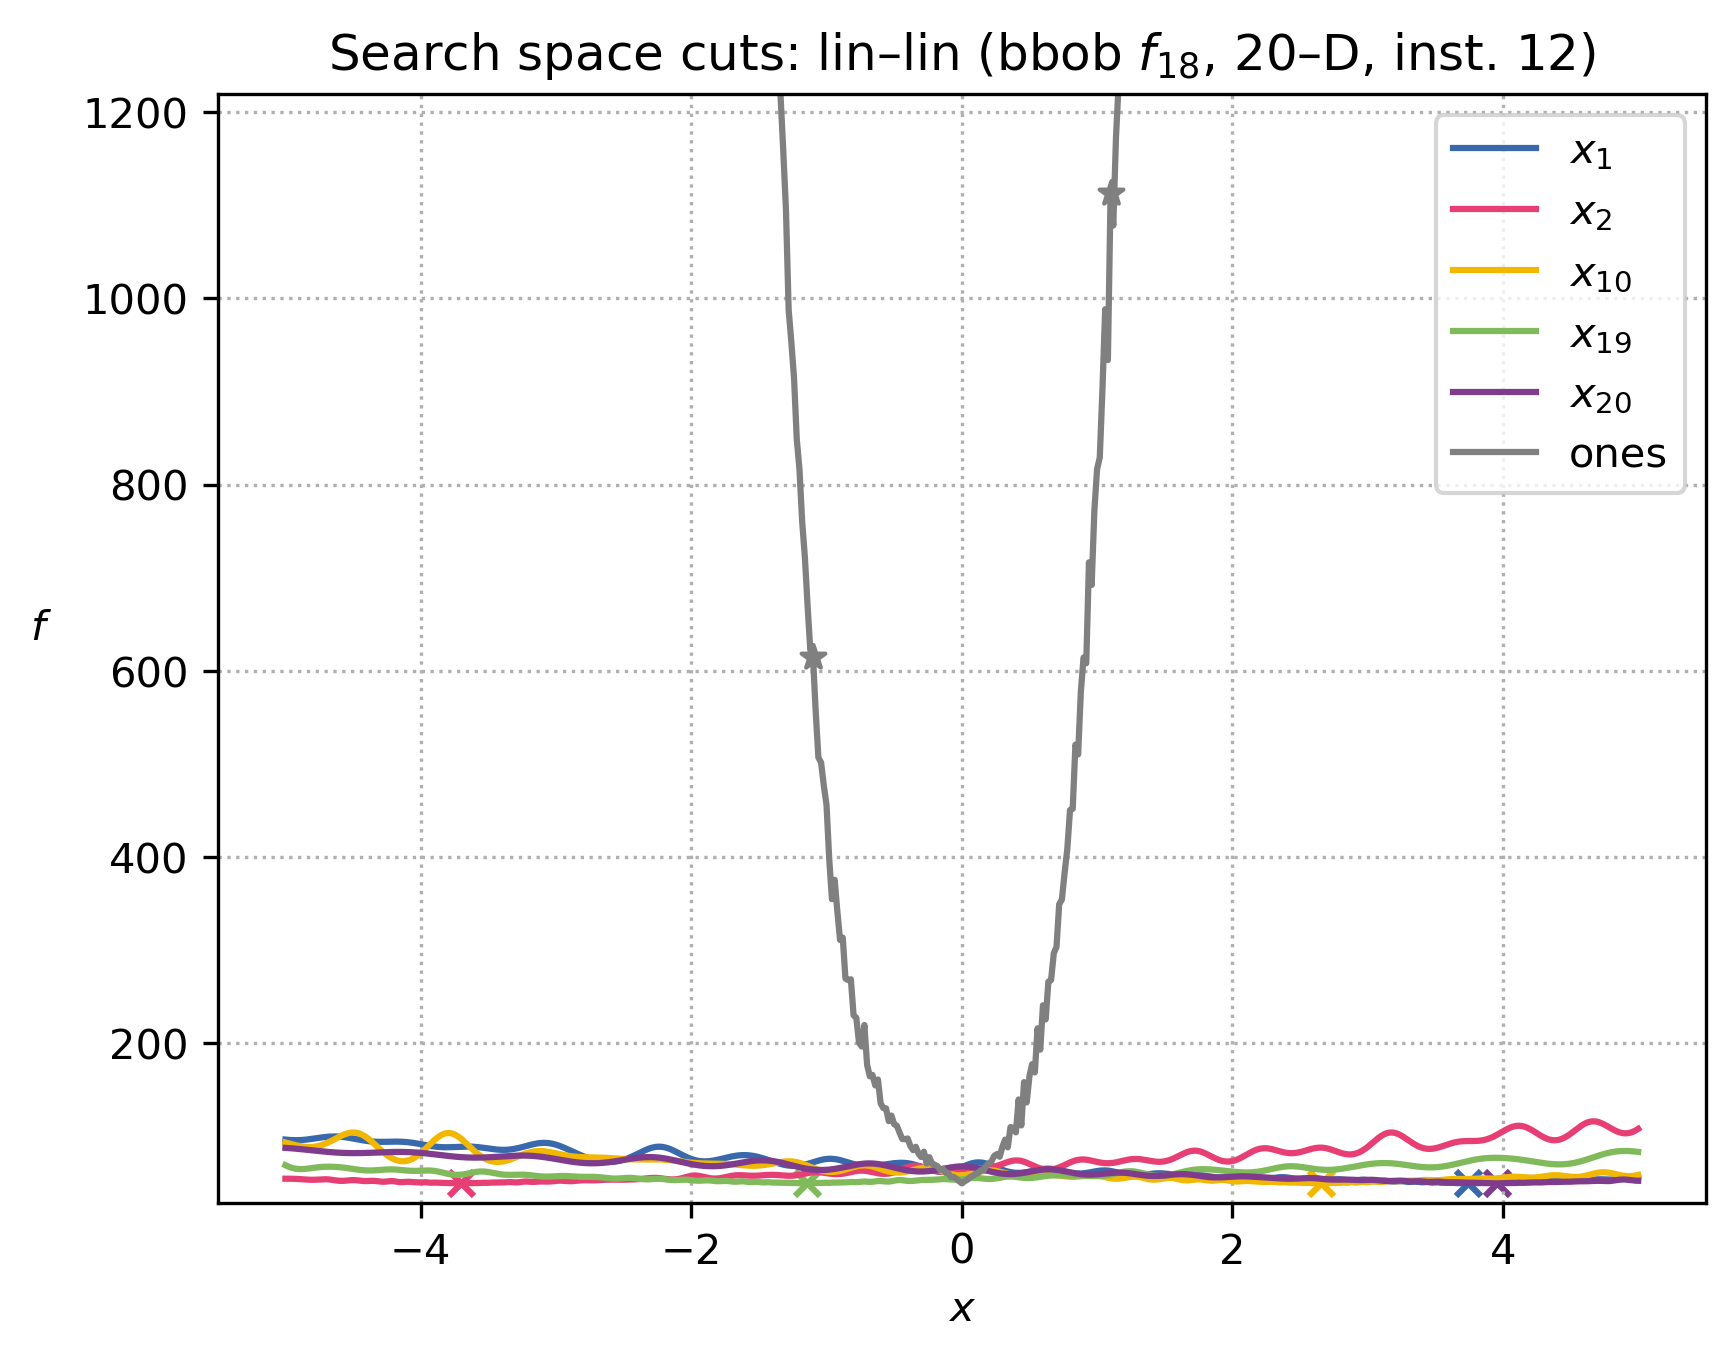 Search space cuts: lin–lin (bbob f₁₈, 20–D, inst. 12)
1200
1000
800
600
400
200
f
−4
−2
0
2
4
x
x₁
x₂
x₁₀
x₁₉
x₂₀
ones